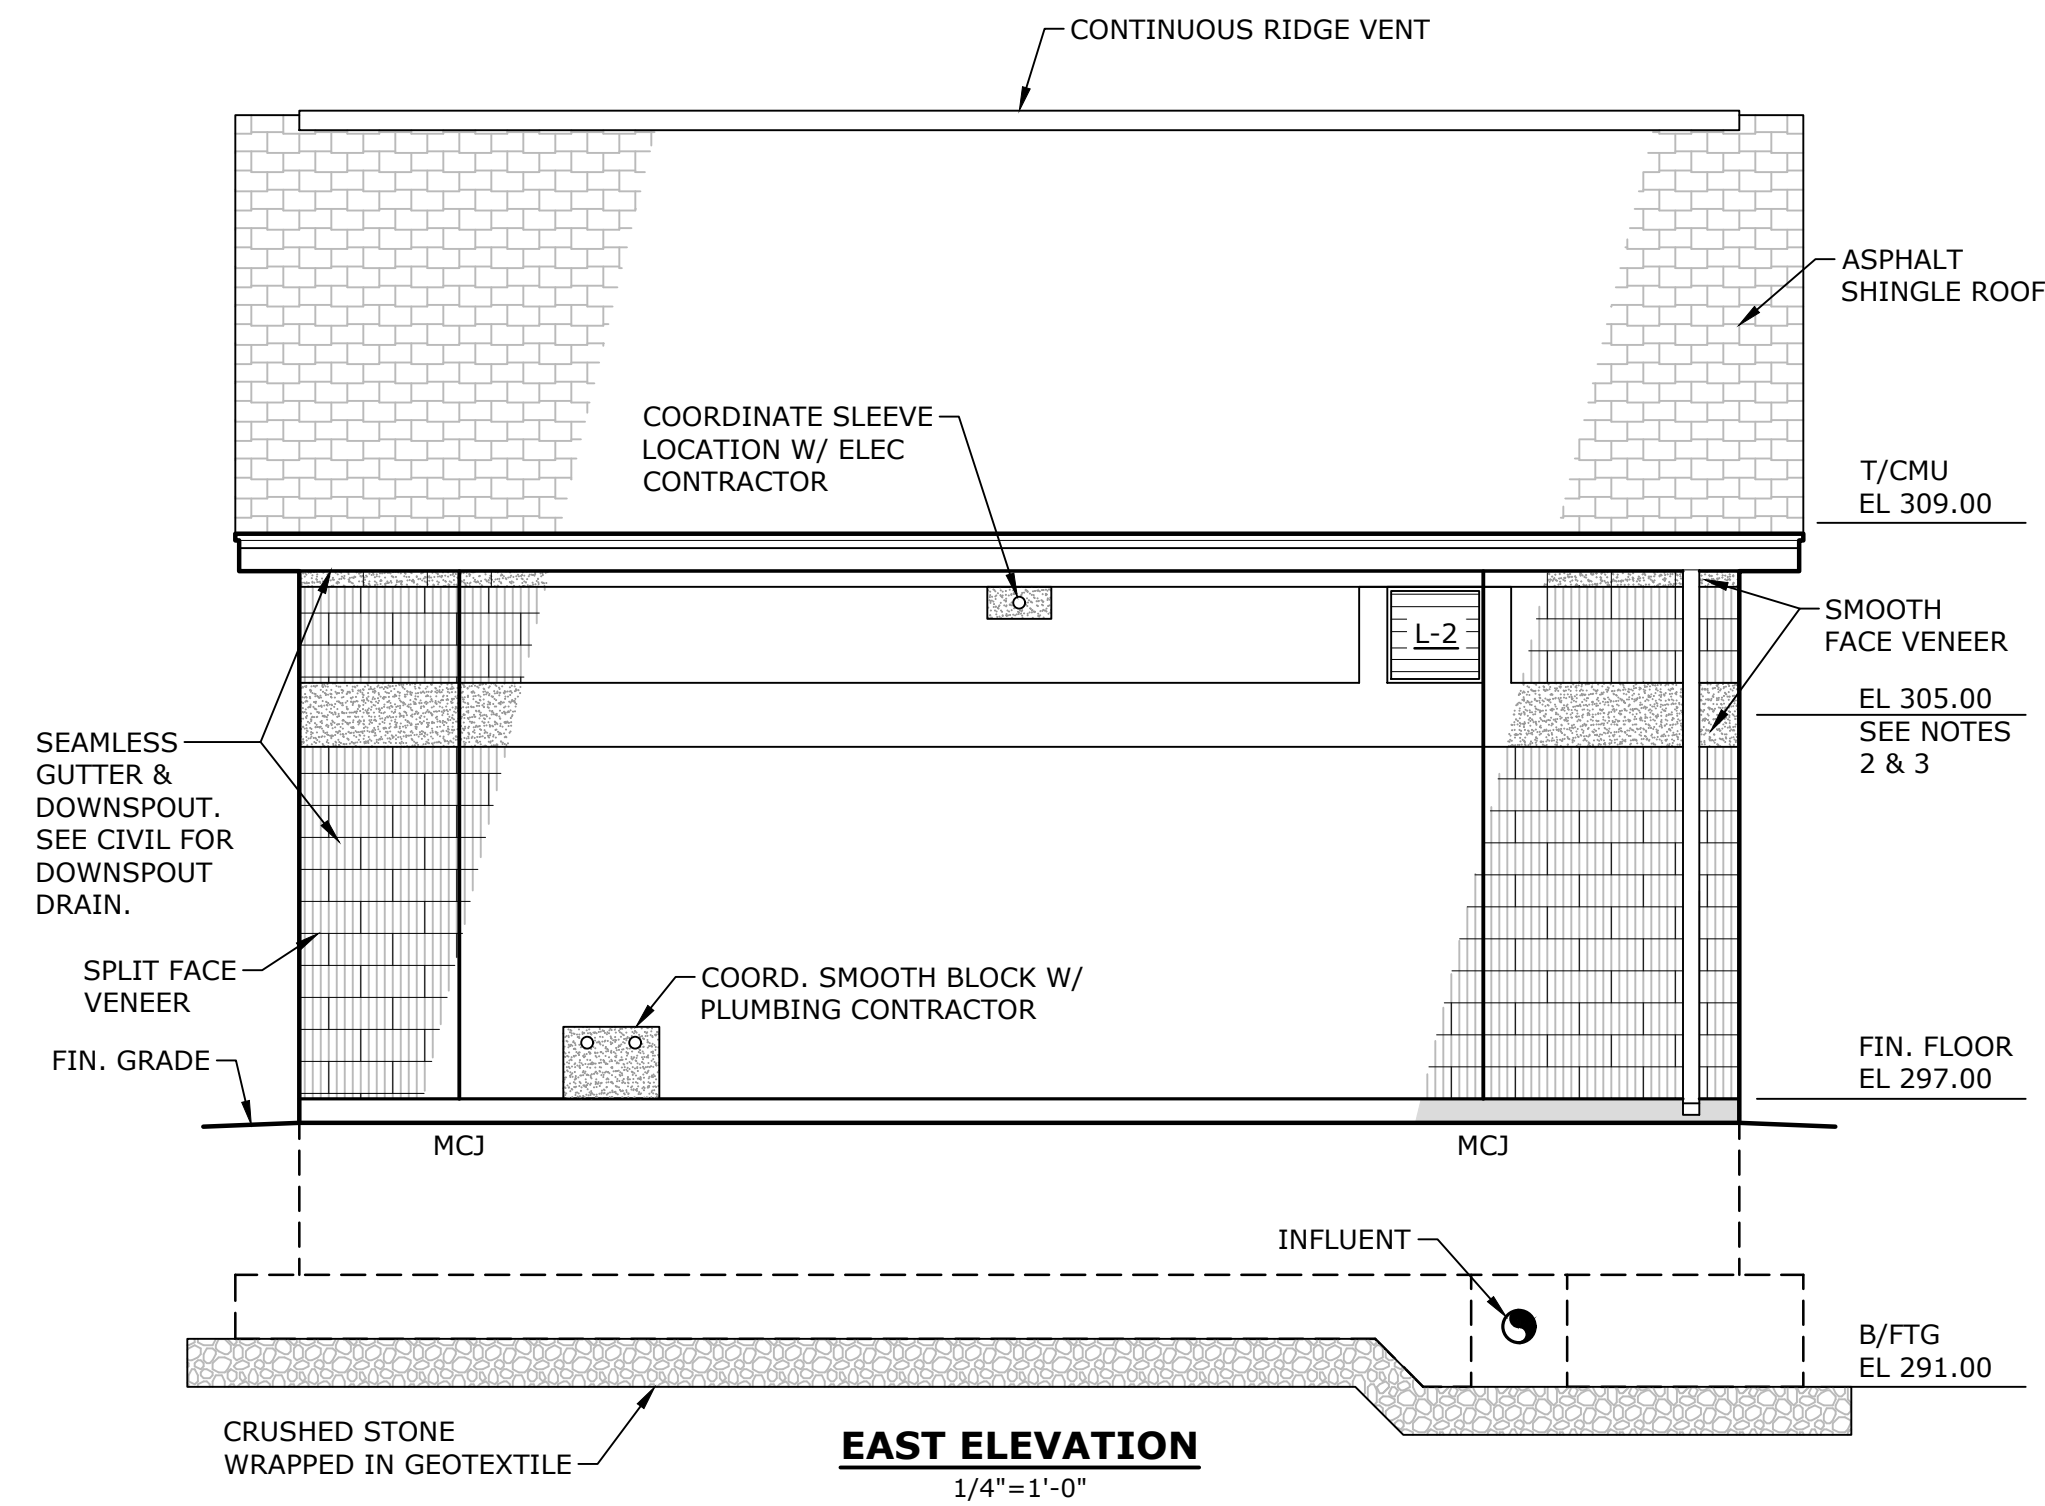 CONTINUOUS RIDGE VENT
ASPHALT
SHINGLE ROOF
COORDINATE SLEEVE
LOCATION W/ ELEC
CONTRACTOR
T/CMU
EL 309.00
L-2
SMOOTH
FACE VENEER
EL 305.00
SEE NOTES
2 & 3
SEAMLESS
GUTTER &
DOWNSPOUT.
SEE CIVIL FOR
DOWNSPOUT
DRAIN.
SPLIT FACE
VENEER
COORD. SMOOTH BLOCK W/
PLUMBING CONTRACTOR
FIN. GRADE
FIN. FLOOR
EL 297.00
MCJ
MCJ
INFLUENT
B/FTG
EL 291.00
CRUSHED STONE
WRAPPED IN GEOTEXTILE
EAST ELEVATION
1/4"=1'-0"